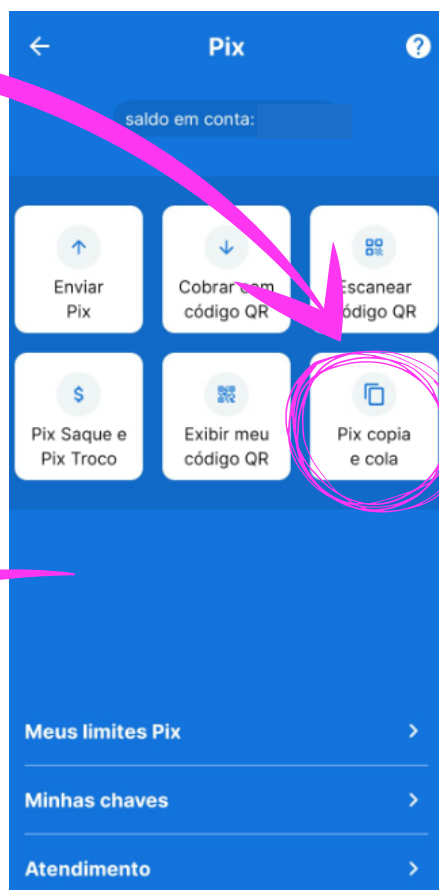 Pix
saldo em conta:
Enviar
Pix
Cobrar com
código QR
Escanear
código QR
Pix Saque e
Pix Troco
Exibir meu
código QR
Pix copia
e cola
Meus limites Pix
Minhas chaves
Atendimento